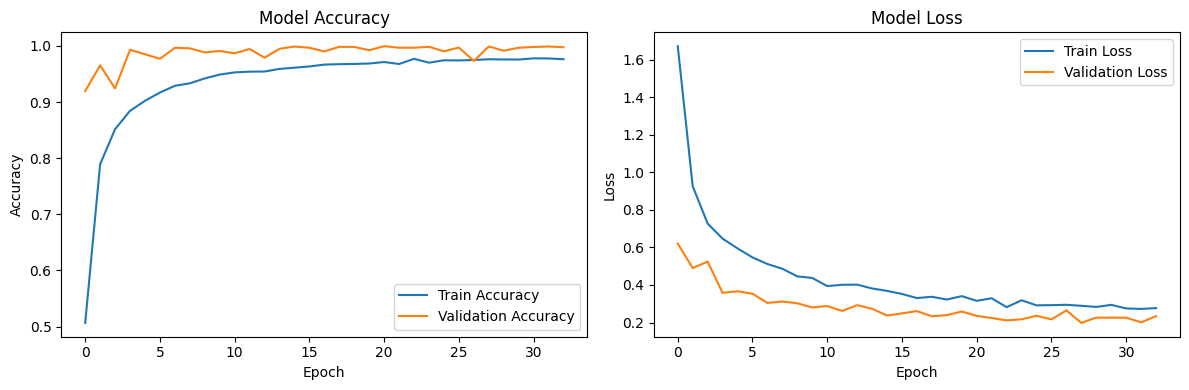 Model Accuracy
1.0
0.9
0.8
0.7
0.6
0.5
Accuracy
0 5 10 15 20 25 30
Epoch
Train Accuracy
Validation Accuracy
Model Loss
1.6
1.4
1.2
1.0
0.8
0.6
0.4
0.2
Loss
0 5 10 15 20 25 30
Epoch
Train Loss
Validation Loss